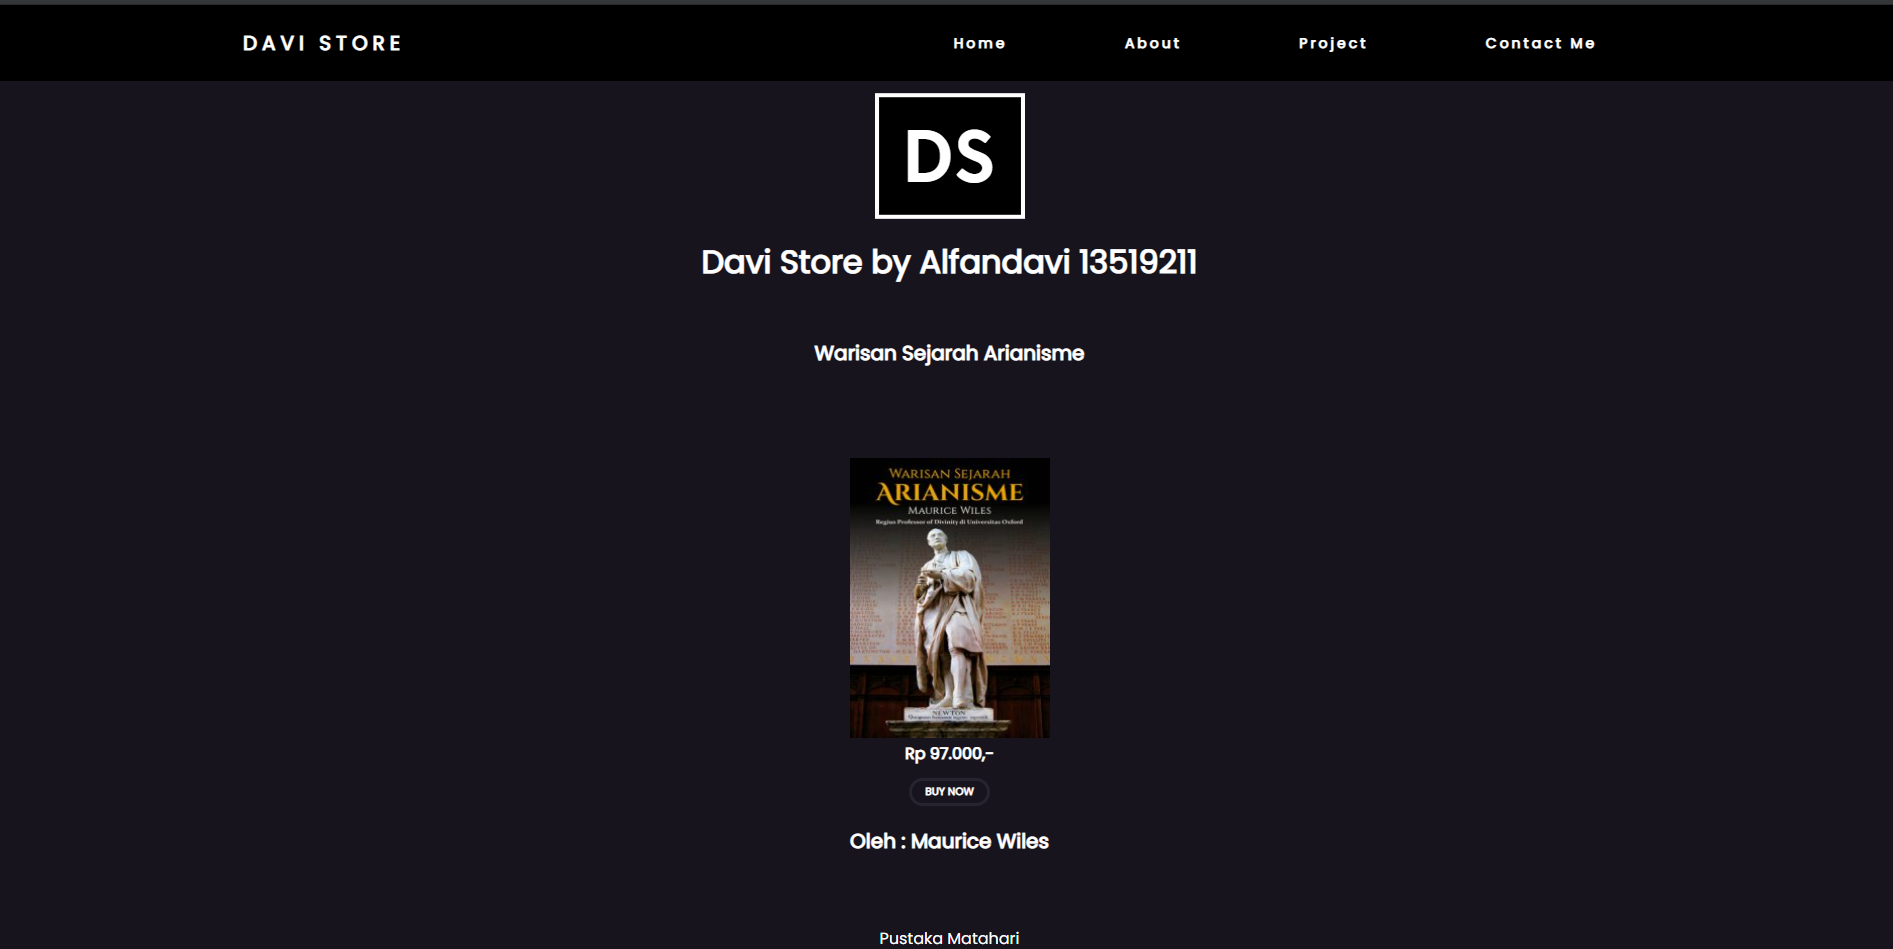 DAVI STORE
Home
About
Project
Contact Me
DS
Davi Store by Alfandavi 13519211
Warisan Sejarah Arianisme
WARISAN SEJARAH
ARIANISME
MAURICE WILES
Regius Professor of Divinity di Universitas Oxford
NEWTON
Rp 97.000,-
BUY NOW
Oleh : Maurice Wiles
Pustaka Matahari